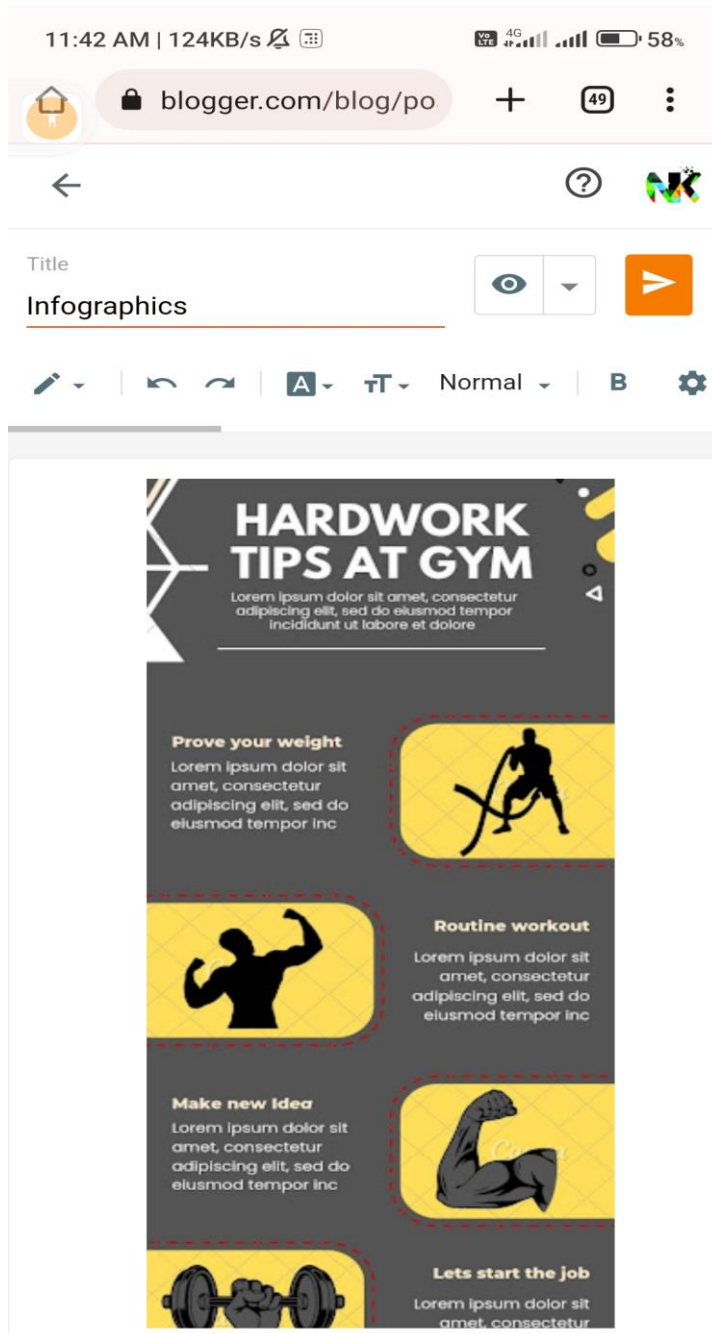 11:42 AM | 124KB/s
Vo LTE 4G 58%
blogger.com/blog/po
49
NK
Title
Infographics
A TT Normal B
HARDWORK
TIPS AT GYM
Lorem ipsum dolor sit amet, consectetur
adipiscing elit, sed do eiusmod tempor
incididunt ut labore et dolore
Prove your weight
Lorem ipsum dolor sit
amet, consectetur
adipiscing elit, sed do
eiusmod tempor inc
Routine workout
Lorem ipsum dolor sit
amet, consectetur
adipiscing elit, sed do
eiusmod tempor inc
Make new Idea
Lorem ipsum dolor sit
amet, consectetur
adipiscing elit, sed do
eiusmod tempor inc
Lets start the job
Lorem ipsum dolor sit
amet, consectetur